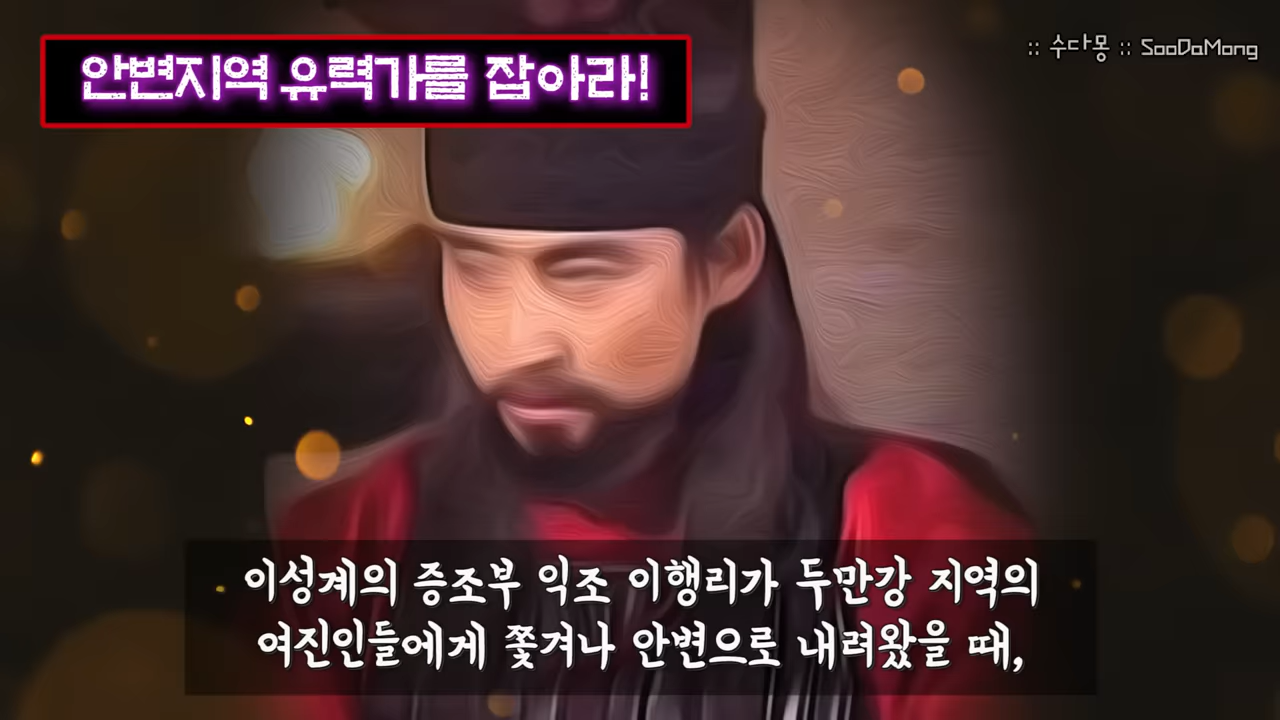 안변지역 유력가를 잡아라!
:: 수다몽 :: SooDaMong
이성계의 증조부 익조 이행리가 두만강 지역의
여진인들에게 쫓겨나 안변으로 내려왔을 때,